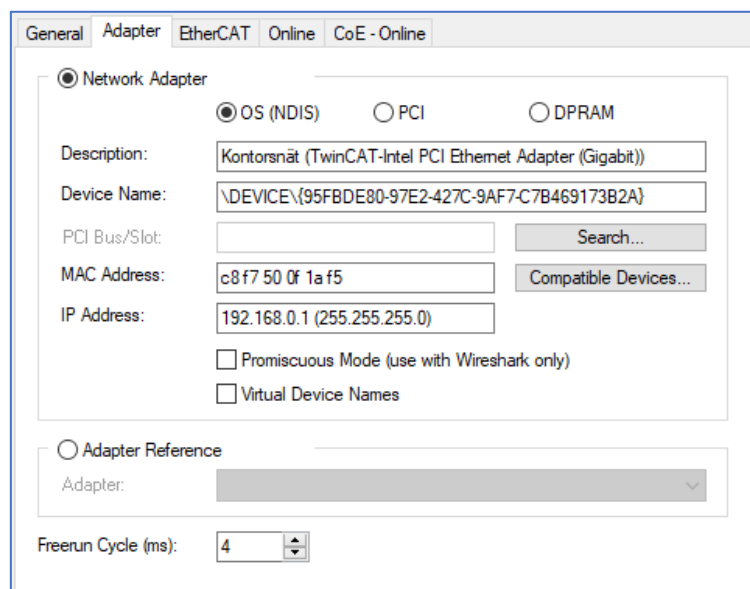 General Adapter EtherCAT Online CoE - Online
Network Adapter
OS (NDIS) PCI DPRAM
Description: Kontorsnät (TwinCAT-Intel PCI Ethernet Adapter (Gigabit))
Device Name: \DEVICE\{95FBDE80-97E2-427C-9AF7-C7B469173B2A}
PCI Bus/Slot: Search...
MAC Address: c8 f7 50 0f 1a f5 Compatible Devices...
IP Address: 192.168.0.1 (255.255.255.0)
Promiscuous Mode (use with Wireshark only)
Virtual Device Names
Adapter Reference
Adapter:
Freerun Cycle (ms): 4